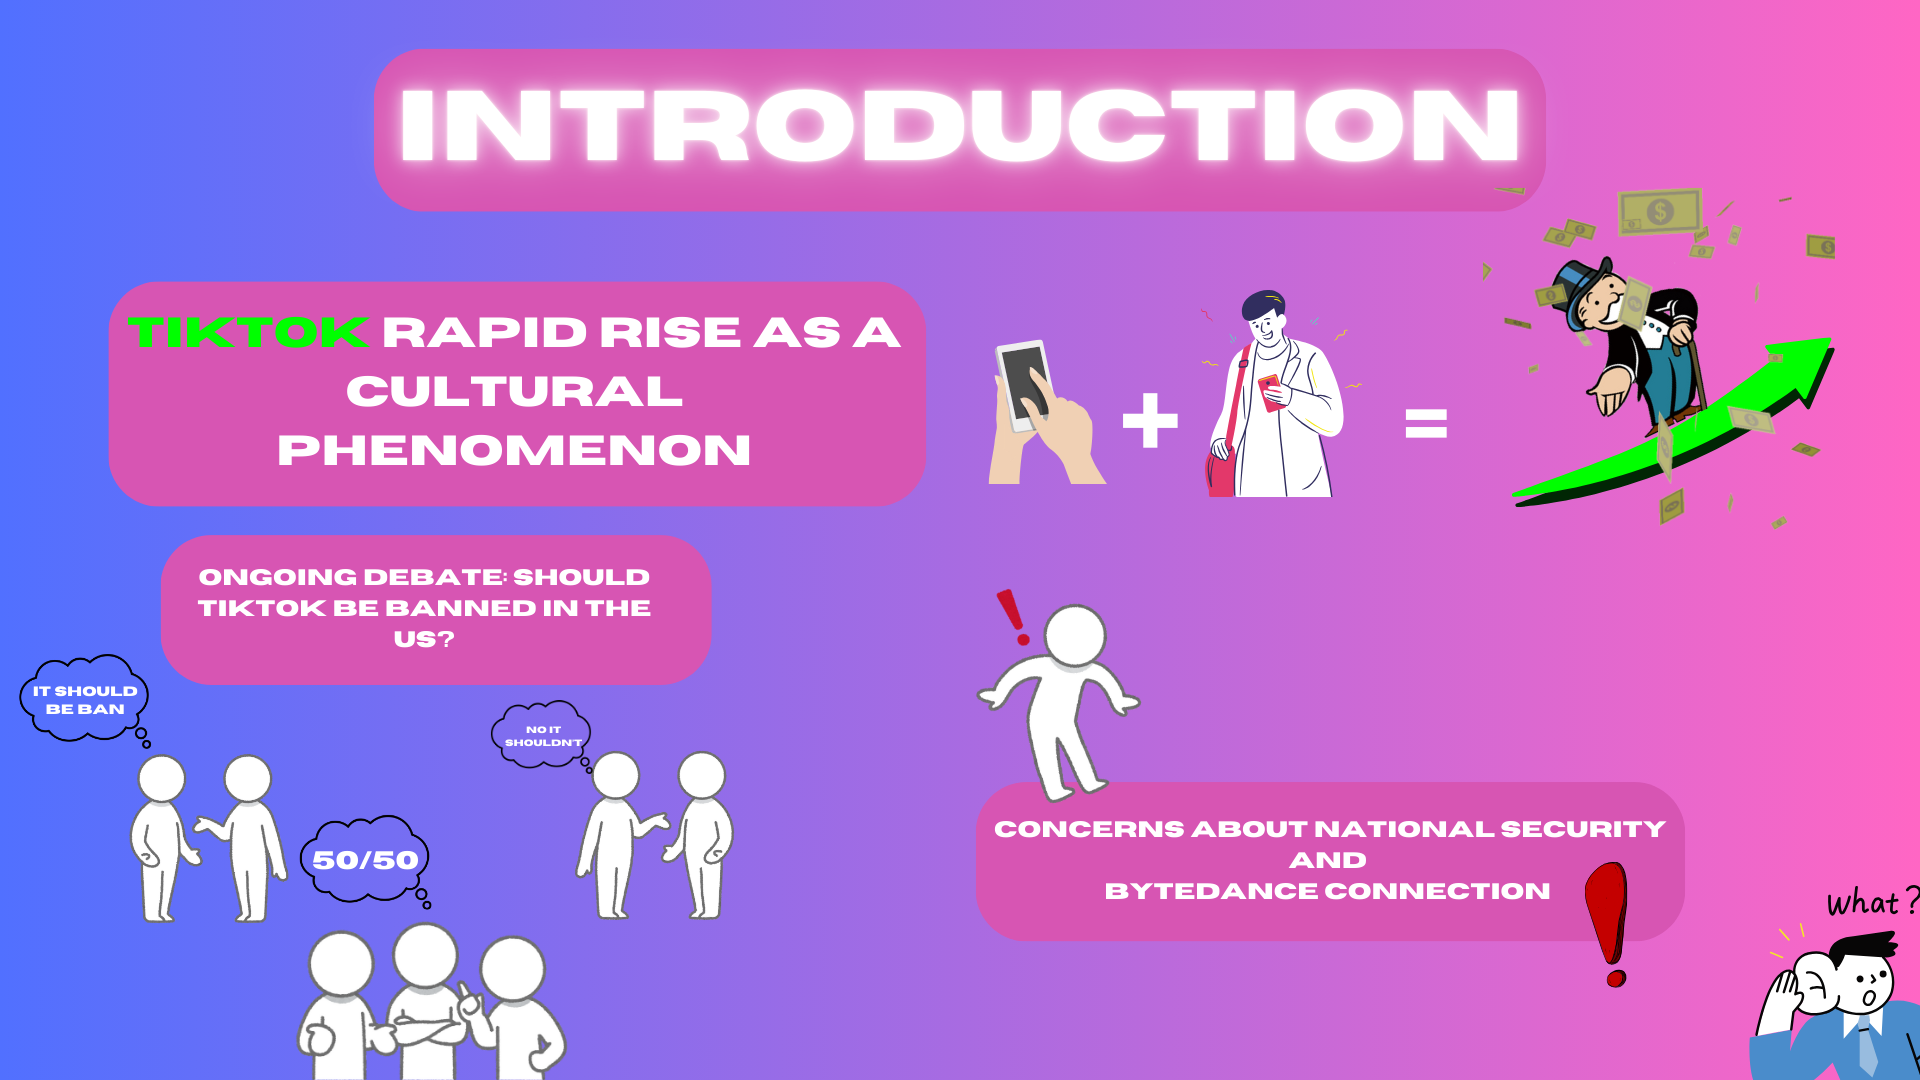 INTRODUCTION
TIKTOK RAPID RISE AS A
CULTURAL
PHENOMENON
+
=
ONGOING DEBATE: SHOULD
TIKTOK BE BANNED IN THE
US?
IT SHOULD
BE BAN
NO IT
SHOULDN'T
50/50
CONCERNS ABOUT NATIONAL SECURITY
AND
BYTEDANCE CONNECTION
What?